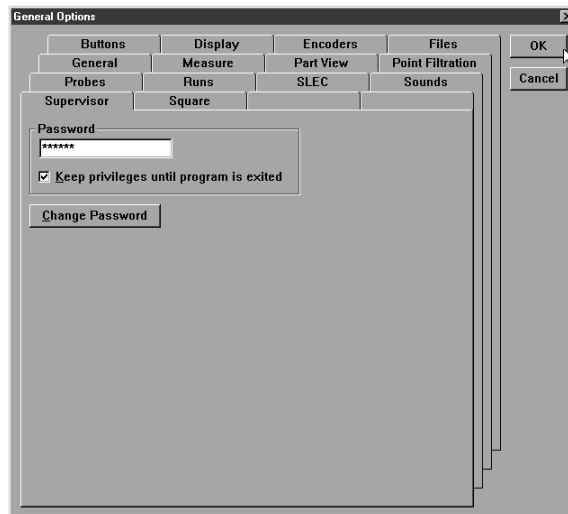 General Options
Buttons Display Encoders Files
OK
General Measure Part View Point Filtration
Probes Runs SLEC Sounds
Cancel
Supervisor Square
Password
******
Keep privileges until program is exited
Change Password